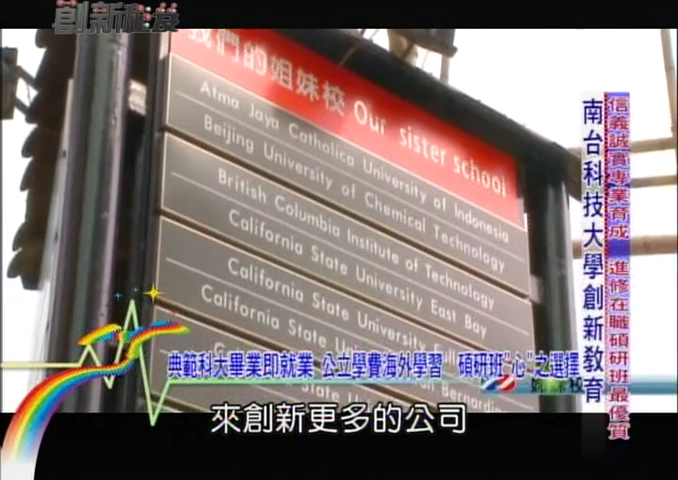 我們的姐妹校 Our sister school
Atma Jaya Catholica University of Indonesia
Beijing University of Chemical Technology
British Columbia Institute of Technology
California State University East Bay
California State University
California State
San Bernardino
信義誠實專業育成 進修在職碩研班最優質
南台科技大學創新教育
典範科大畢業即就業 公立學費海外學習 碩研班"心"之選擇
來創新更多的公司